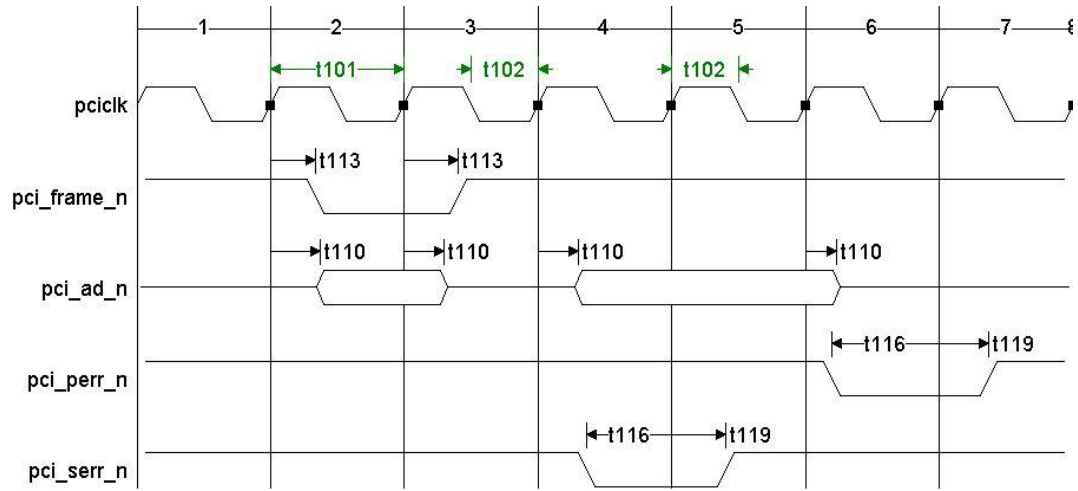 1 2 3 4 5 6 7 8
t101 t102 t102
pciclk
t113 t113
pci_frame_n
t110 t110 t110 t110
pci_ad_n
t116 t119
pci_perr_n
t116 t119
pci_serr_n